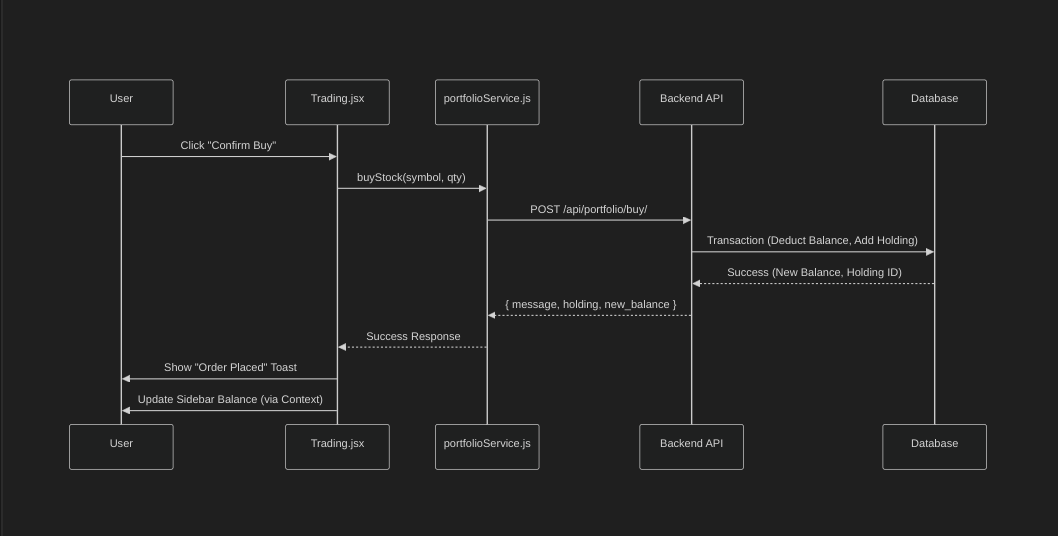 User
Trading.jsx
portfolioService.js
Backend API
Database
Click "Confirm Buy"
buyStock(symbol, qty)
POST /api/portfolio/buy/
Transaction (Deduct Balance, Add Holding)
Success (New Balance, Holding ID)
{ message, holding, new_balance }
Success Response
Show "Order Placed" Toast
Update Sidebar Balance (via Context)
User
Trading.jsx
portfolioService.js
Backend API
Database